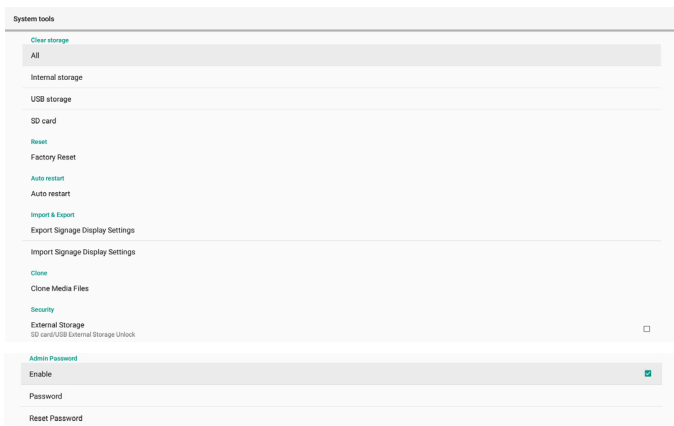 System tools
Clear storage
All
Internal storage
USB storage
SD card
Reset
Factory Reset
Auto restart
Auto restart
Import & Export
Export Signage Display Settings
Import Signage Display Settings
Clone
Clone Media Files
Security
External Storage
SD card/USB External Storage Unlock
Admin Password
Enable
Password
Reset Password